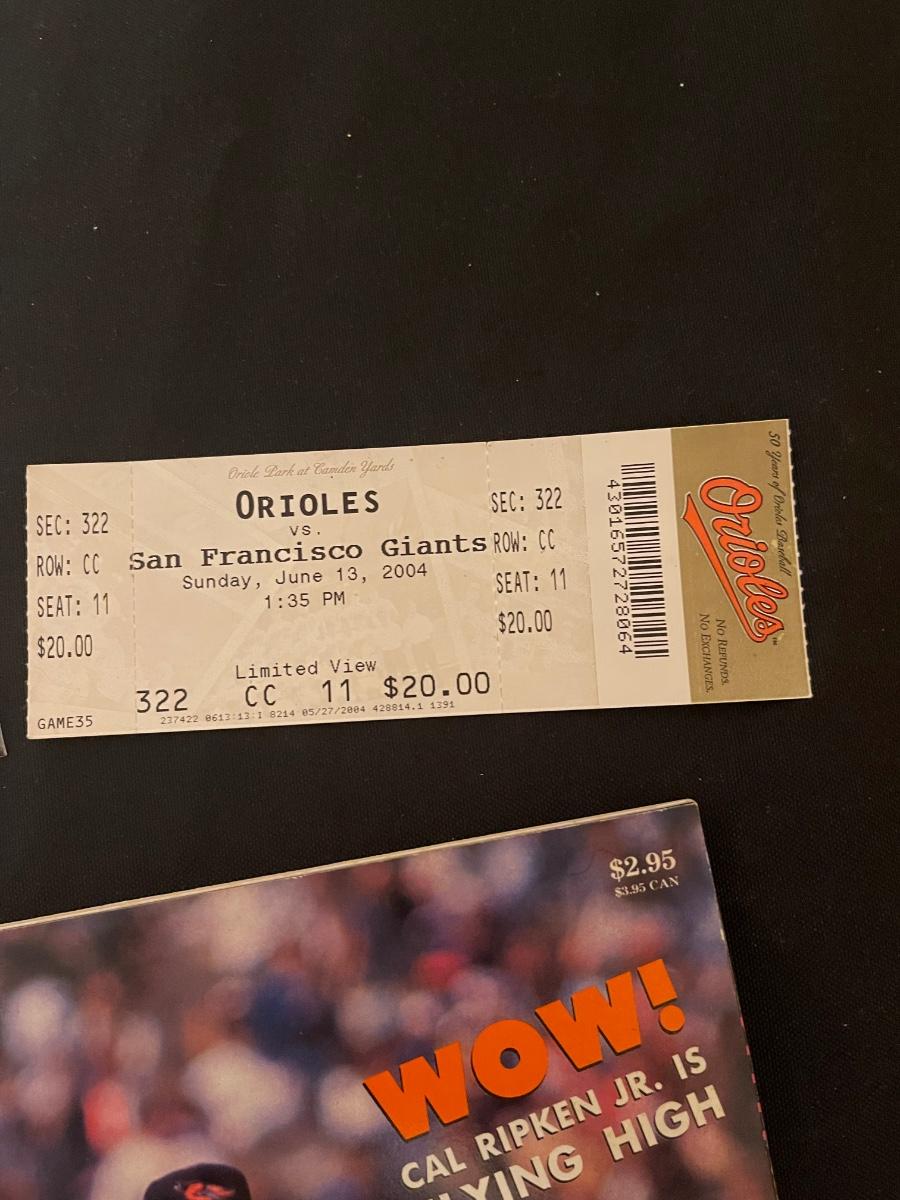 SEC: 322
ROW: CC
SEAT: 11
$20.00
GAME35
Oriole Park at Camden Yards
ORIOLES
vs.
San Francisco Giants
Sunday, June 13, 2004
1:35 PM
Limited View
322 CC 11 $20.00
237422 0613:13:1 8214 05/27/2004 428814.1 1391
SEC: 322
ROW: CC
SEAT: 11
$20.00
4301657278064
50 Years of Orioles Baseball
Orioles™
No Refunds.
No Exchanges.
$2.95
$3.95 CAN
WOW!
CAL RIPKEN JR. IS
HIGH